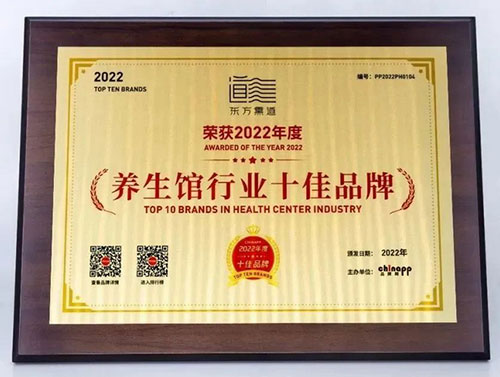 2022
TOP TEN BRANDS
编号：PP2022PH0104
东方熏道
荣获2022年度
AWARDED OF THE YEAR 2022
养生馆行业十佳品牌
TOP 10 BRANDS IN HEALTH CENTER INDUSTRY
2022年度
十佳品牌
TOP TEN BRANDS
查看品牌详情
进入排行榜
颁发日期：2022年
主办单位：chinapp
品牌网